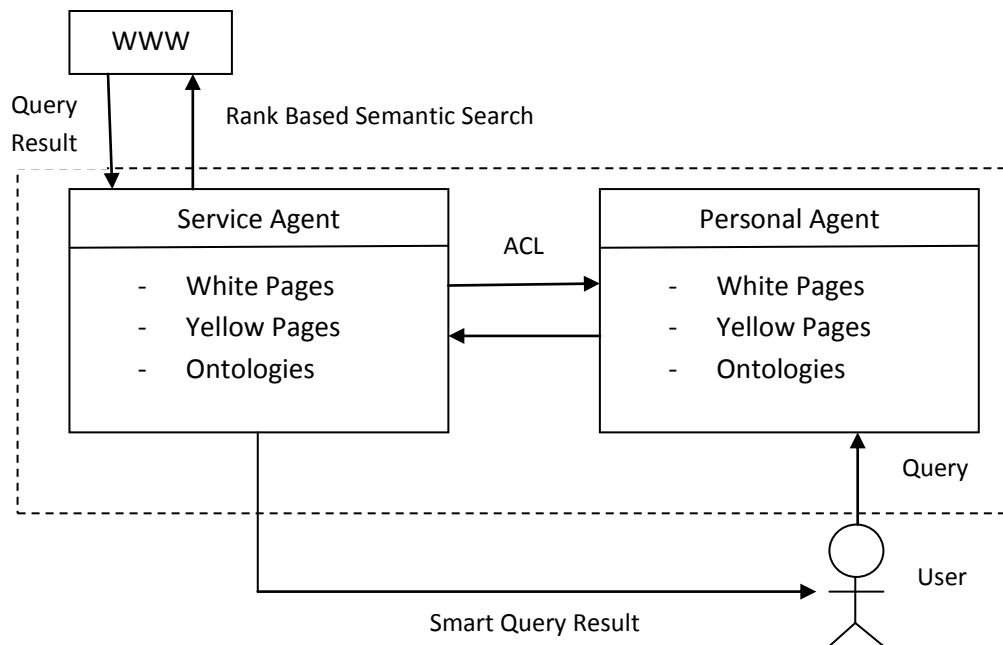 WWW
Query
Result
Rank Based Semantic Search
Service Agent
- White Pages
- Yellow Pages
- Ontologies
ACL
Personal Agent
- White Pages
- Yellow Pages
- Ontologies
Query
User
Smart Query Result